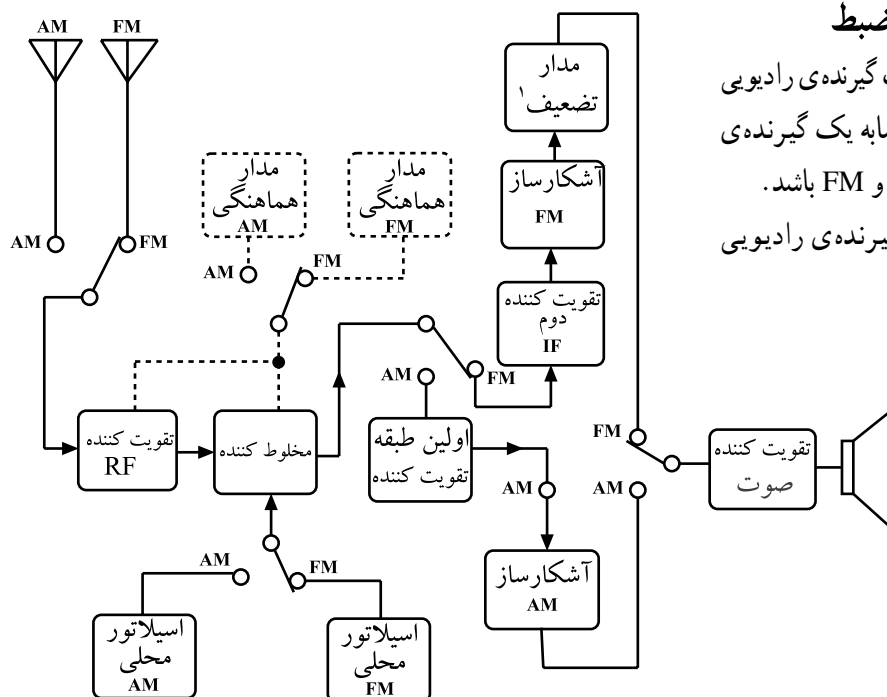 AM
FM
ضبط
گیرنده‌ی رادیویی
یک گیرنده‌ی
و FM باشد.
رادیویی
مدار
تضعیف۱
آشکارساز
FM
تقویت کننده
دوم
IF
مدار
هماهنگی
AM
مدار
هماهنگی
FM
AM
FM
AM
FM
AM
FM
تقویت کننده
RF
مخلوط کننده
اولین طبقه
تقویت کننده
AM
FM
AM
تقویت کننده
صوت
آشکارساز
AM
AM
FM
اسیلاتور
محلی
AM
اسیلاتور
محلی
FM